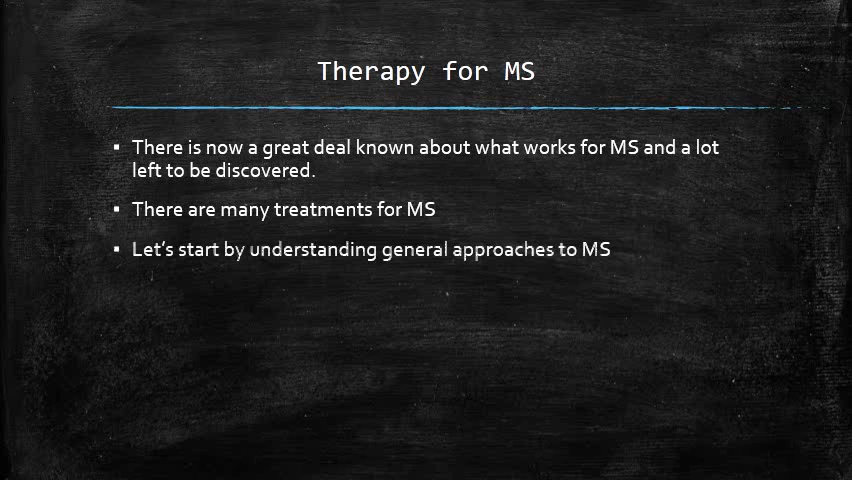 Therapy for MS
▪ There is now a great deal known about what works for MS and a lot
left to be discovered.
▪ There are many treatments for MS
▪ Let’s start by understanding general approaches to MS